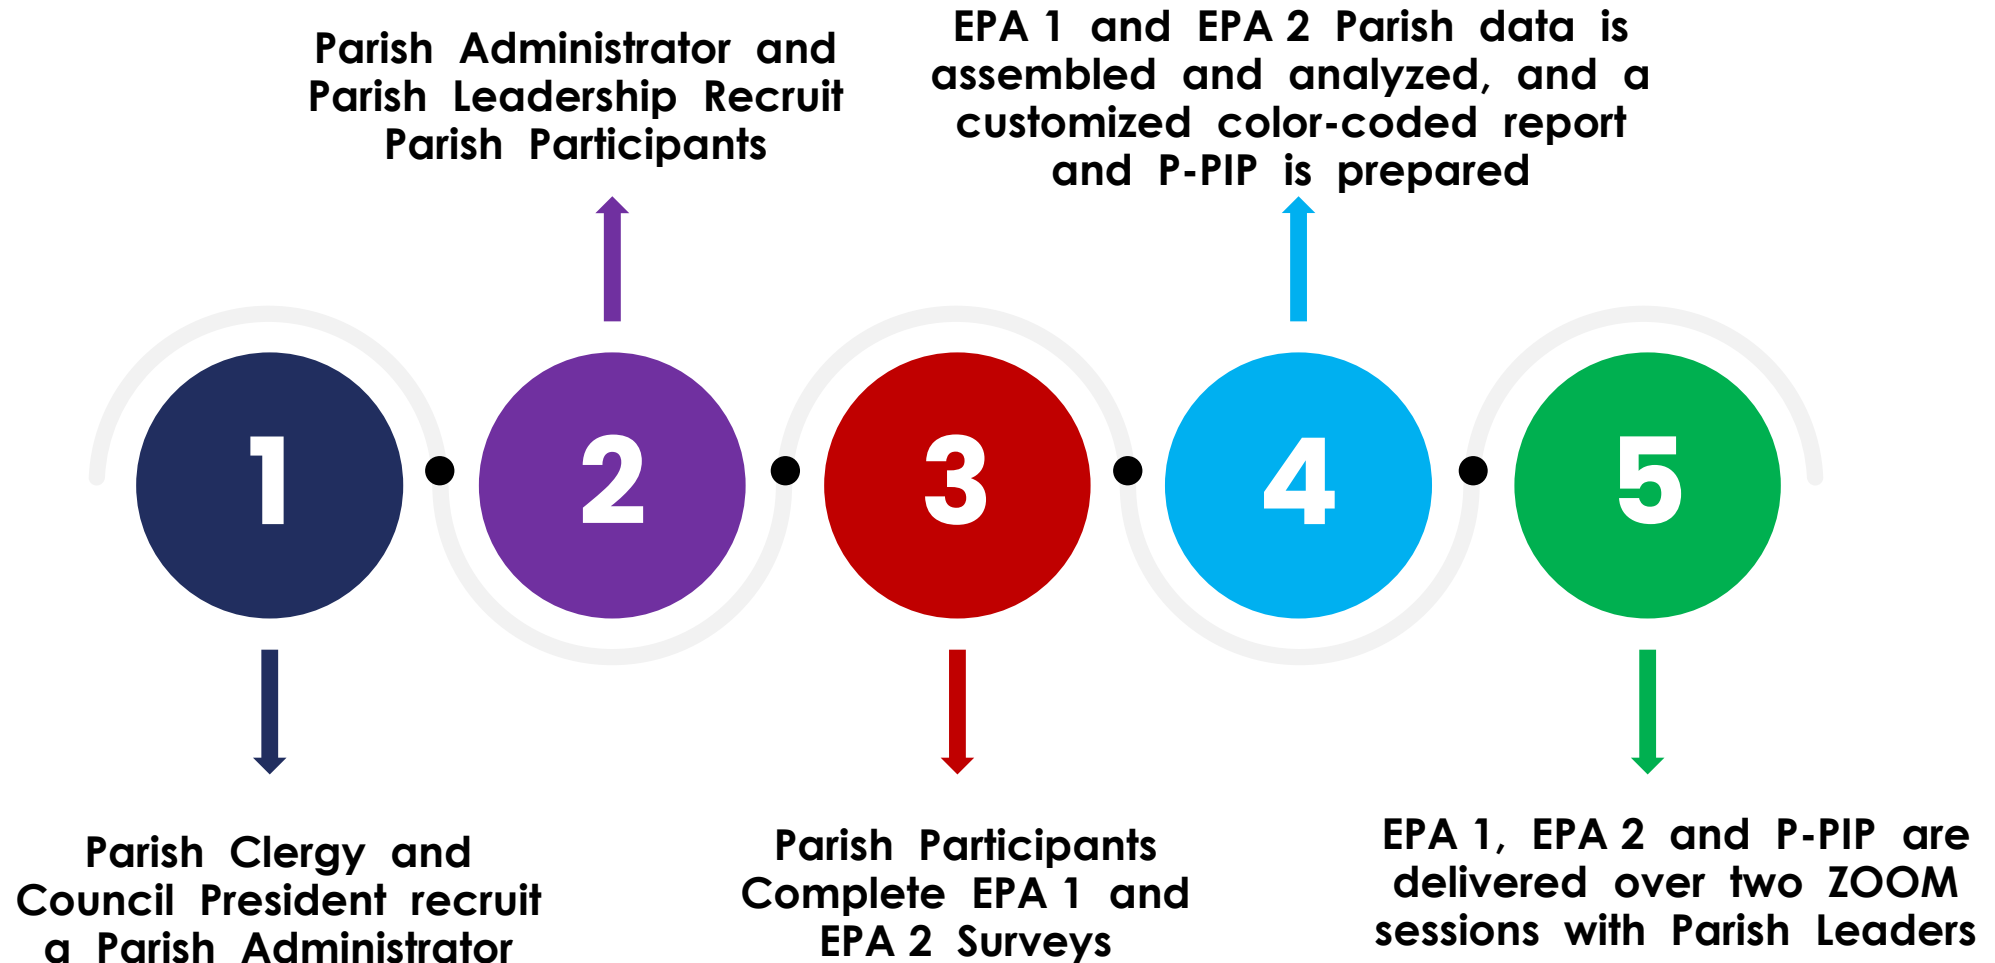 Parish Administrator and
Parish Leadership Recruit
Parish Participants
EPA 1 and EPA 2 Parish data is
assembled and analyzed, and a
customized color-coded report
and P-PIP is prepared
1
2
3
4
5
Parish Clergy and
Council President recruit
a Parish Administrator
Parish Participants
Complete EPA 1 and
EPA 2 Surveys
EPA 1, EPA 2 and P-PIP are
delivered over two ZOOM
sessions with Parish Leaders